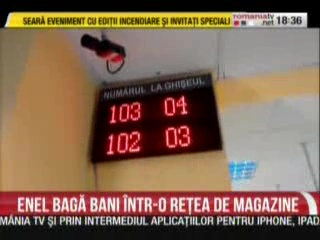 SEARĂ EVENIMENT CU EDIȚII INCENDIARE ȘI INVITAȚI SPECIALI
romaniatv
.net
18:36
NUMĂRUL LA GHIȘEUL
103 04
102 03
ENEL BAGĂ BANI ÎNTR-O REȚEA DE MAGAZINE
MÂNIA TV ȘI PRIN INTERMEDIUL APLICAȚIILOR PENTRU IPHONE, IPAD